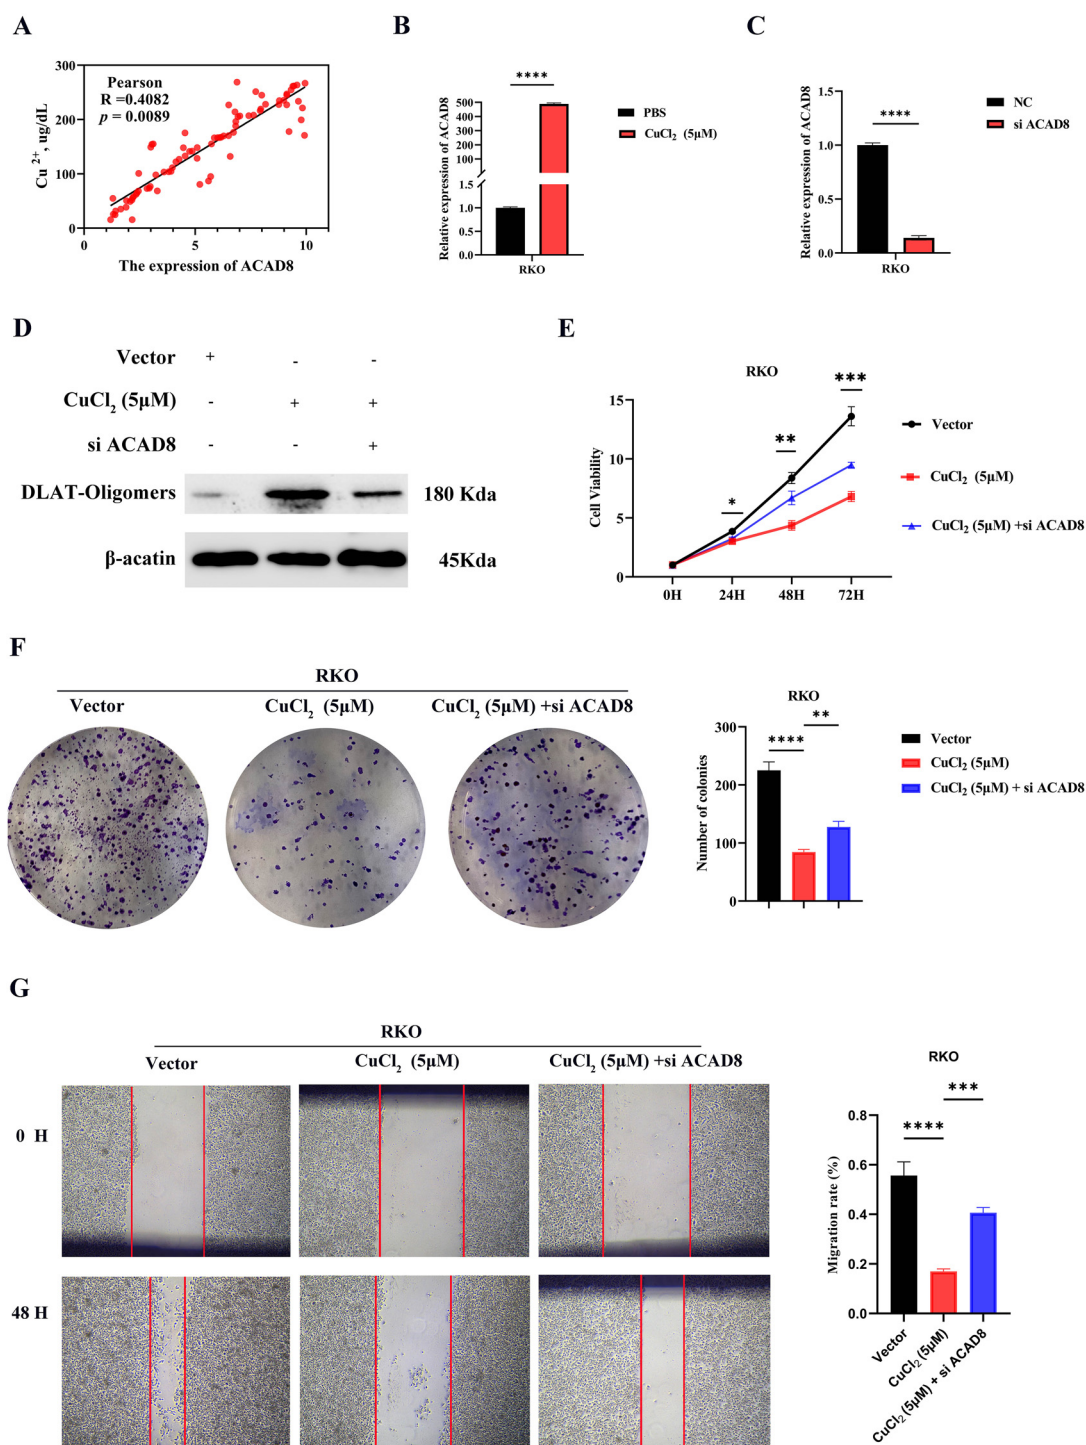 A
Pearson
R =0.4082
p = 0.0089
Cu 2+, ug/dL
300
200
100
0
0 5 10
The expression of ACAD8
B
****
Relative expression of ACAD8
500
400
300
200
100
1.5
1.0
0.5
0.0
RKO
PBS
CuCl2 (5μM)
C
****
Relative expression of ACAD8
1.5
1.0
0.5
0.0
RKO
NC
si ACAD8
D
Vector + - -
CuCl2 (5μM) - + +
si ACAD8 - - +
DLAT-Oligomers 180 Kda
β-acatin 45Kda
E
RKO
Cell Viability
15
10
5
0
* ** ***
0H 24H 48H 72H
Vector
CuCl2 (5μM)
CuCl2 (5μM) +si ACAD8
F
RKO
Vector CuCl2 (5μM) CuCl2 (5μM) +si ACAD8
RKO
**
****
Number of colonies
300
200
100
0
Vector
CuCl2 (5μM)
CuCl2 (5μM) + si ACAD8
G
RKO
Vector CuCl2 (5μM) CuCl2 (5μM) +si ACAD8
0 H
48 H
RKO
***
****
Migration rate (%)
0.8
0.6
0.4
0.2
0.0
Vector
CuCl2 (5μM)
CuCl2 (5μM) + si ACAD8